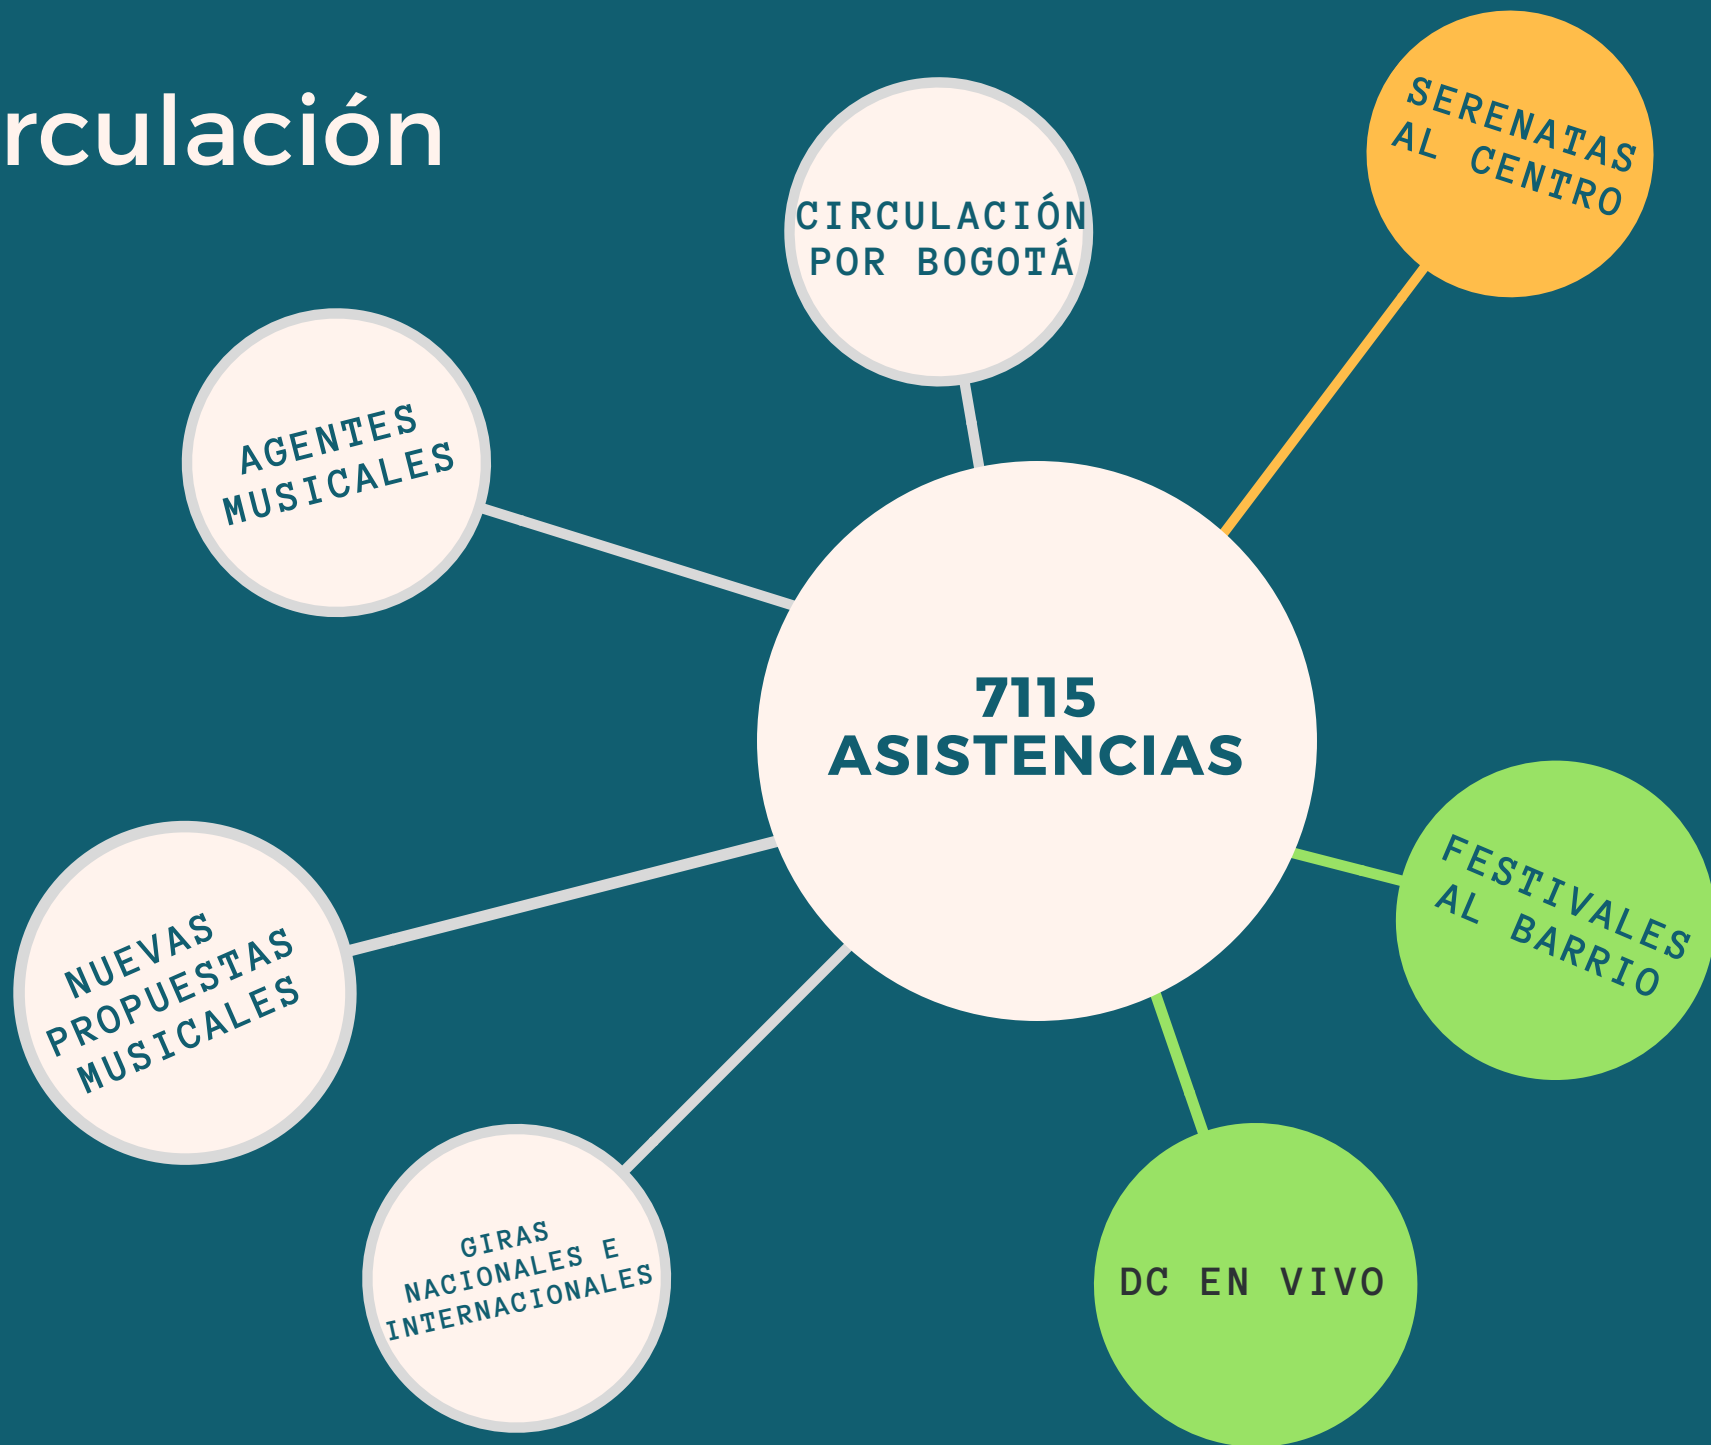 rculación
CIRCULACIÓN
POR BOGOTÁ
SERENATAS
AL CENTRO
AGENTES
MUSICALES
7115
ASISTENCIAS
FESTIVALES
AL BARRIO
NUEVAS
PROPUESTAS
MUSICALES
GIRAS
NACIONALES E
INTERNACIONALES
DC EN VIVO